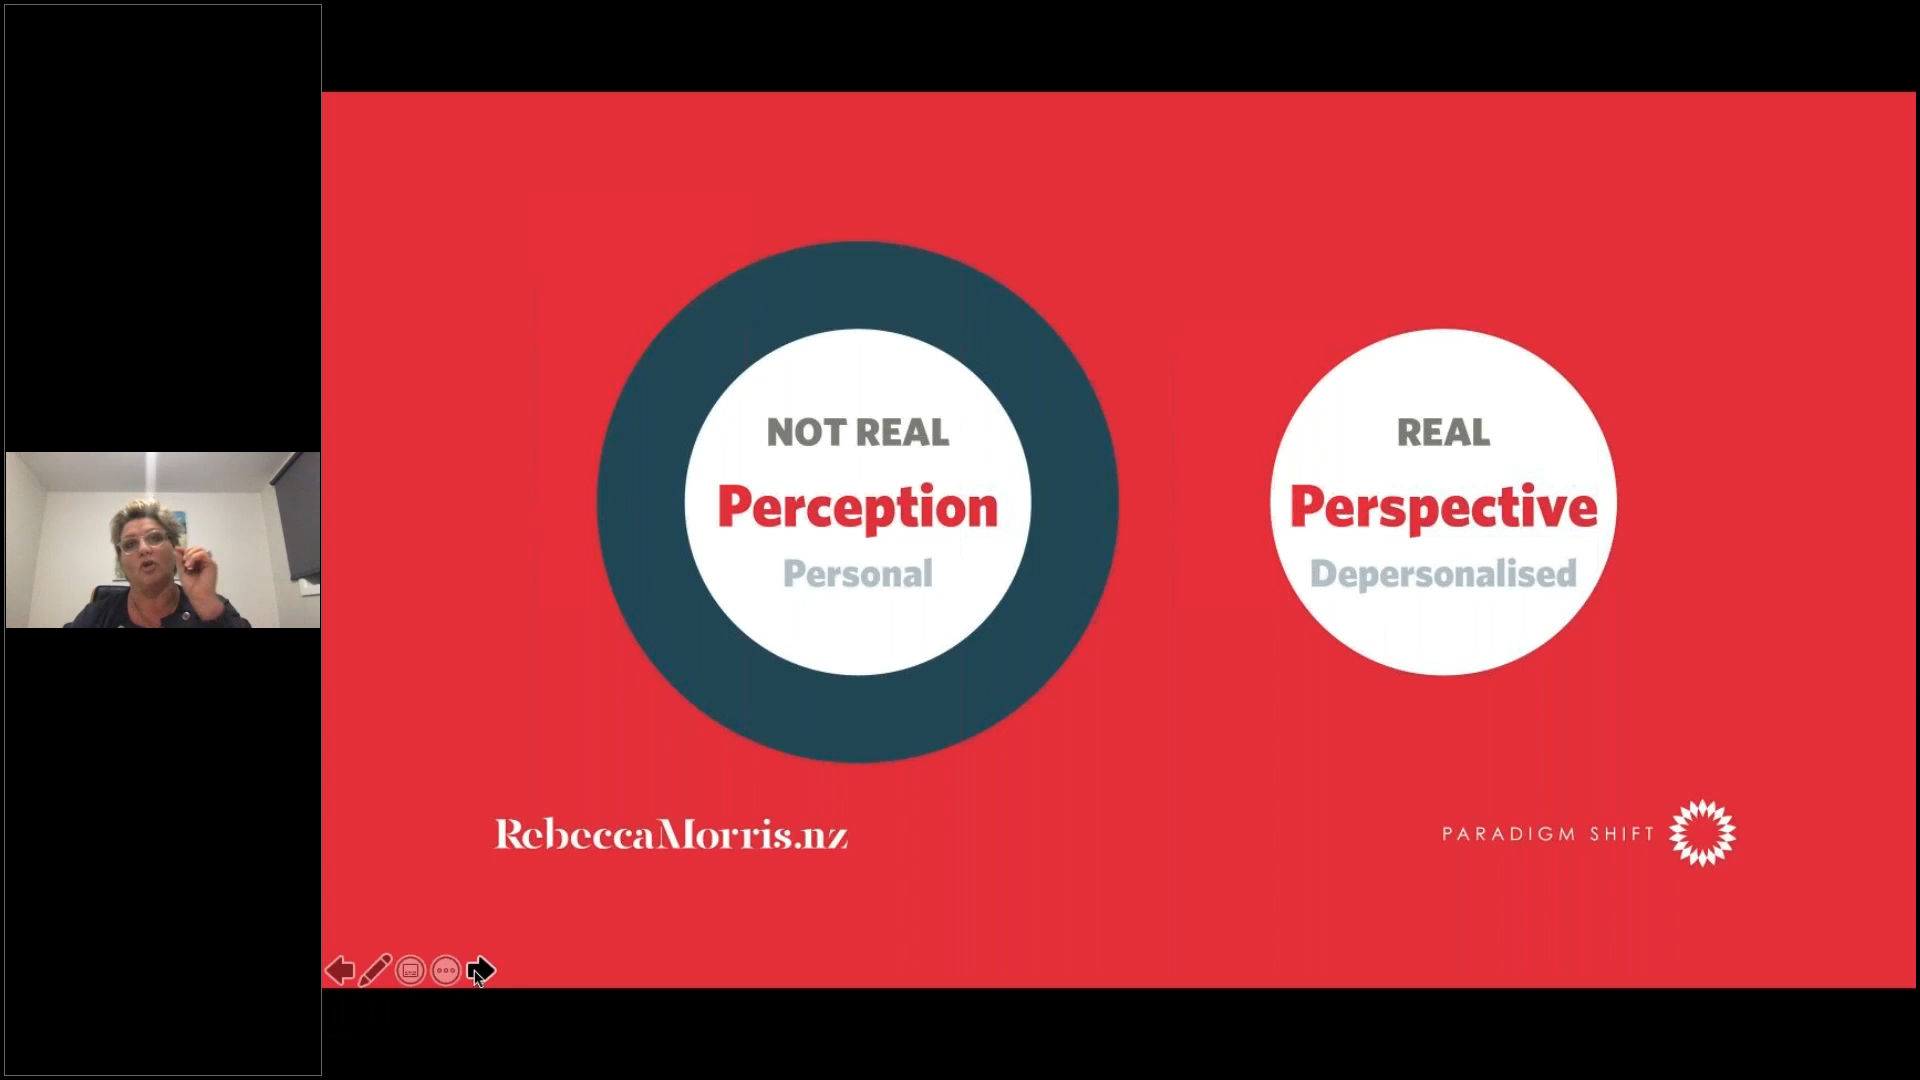 NOT REAL
Perception
Personal
REAL
Perspective
Depersonalised
RebeccaMorris.nz
PARADIGM SHIFT